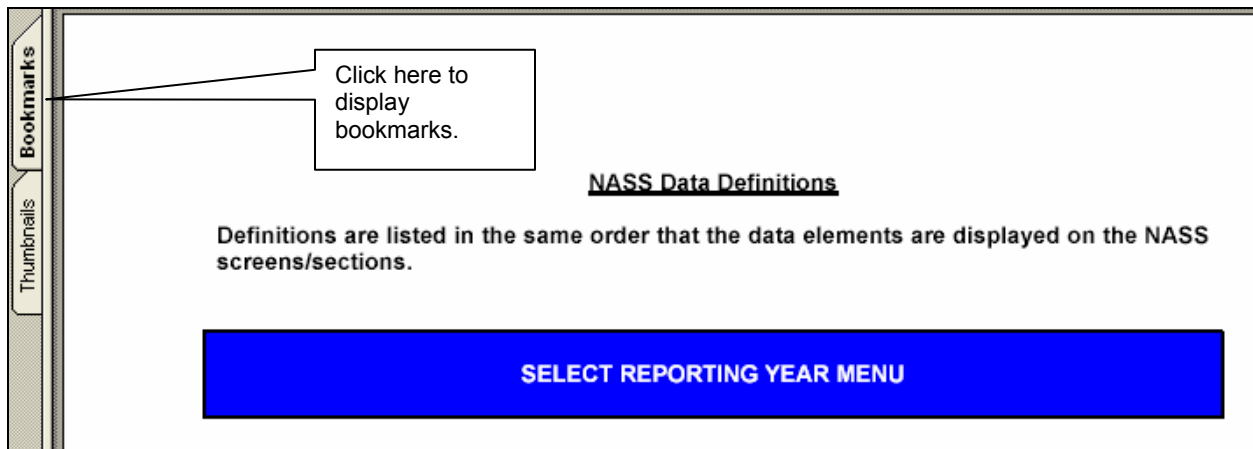 Bookmarks
Thumbnails
Click here to
display
bookmarks.
NASS Data Definitions
Definitions are listed in the same order that the data elements are displayed on the NASS
screens/sections.
SELECT REPORTING YEAR MENU